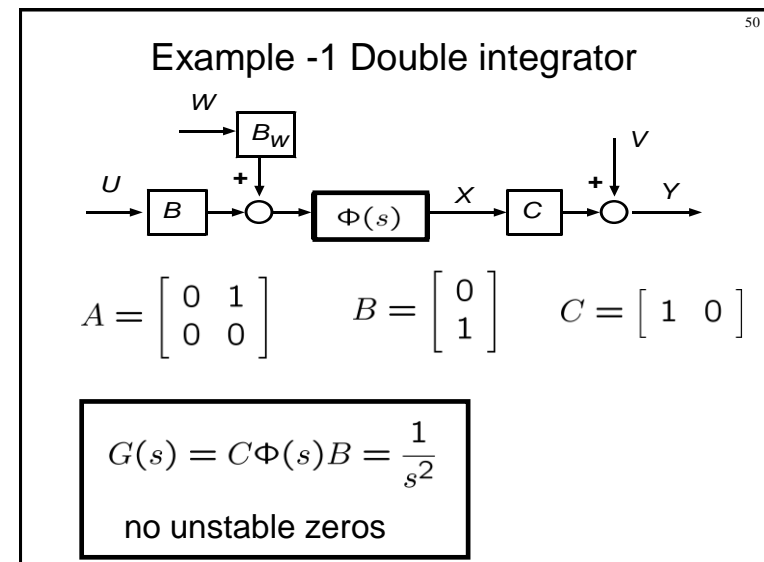 50
Example -1 Double integrator
W
B_W
V
U
B
+
Φ(s)
X
C
+
Y
A = [ 0 1 ; 0 0 ]
B = [ 0 ; 1 ]
C = [ 1 0 ]
G(s) = CΦ(s)B = 1/s²
no unstable zeros